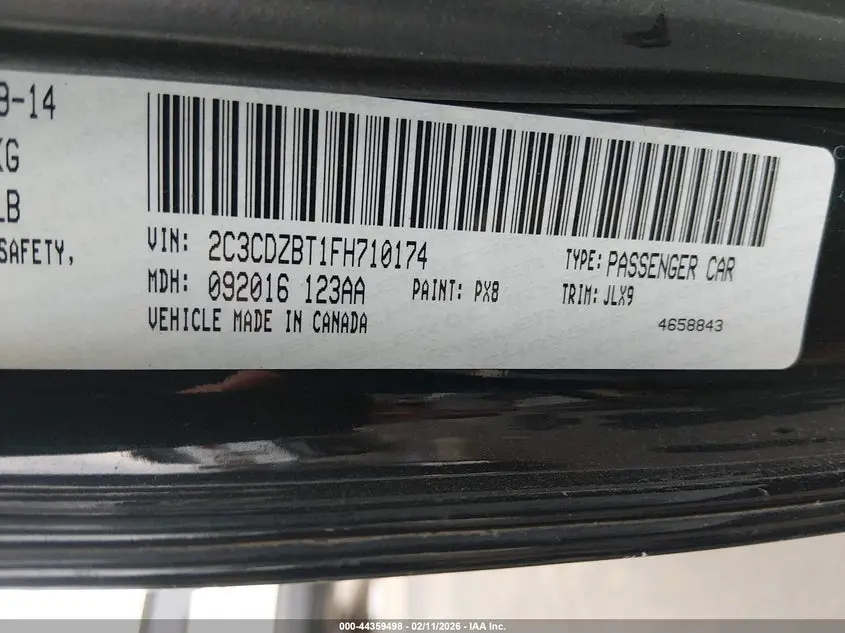 9-14
KG
LB
SAFETY,
VIN: 2C3CDZBT1FH710174
TYPE: PASSENGER CAR
MDH: 092016 123AA
PAINT: PX8
TRIM: JLX9
VEHICLE MADE IN CANADA
4658843
000-44359498 - 02/11/2026 - IAA Inc.